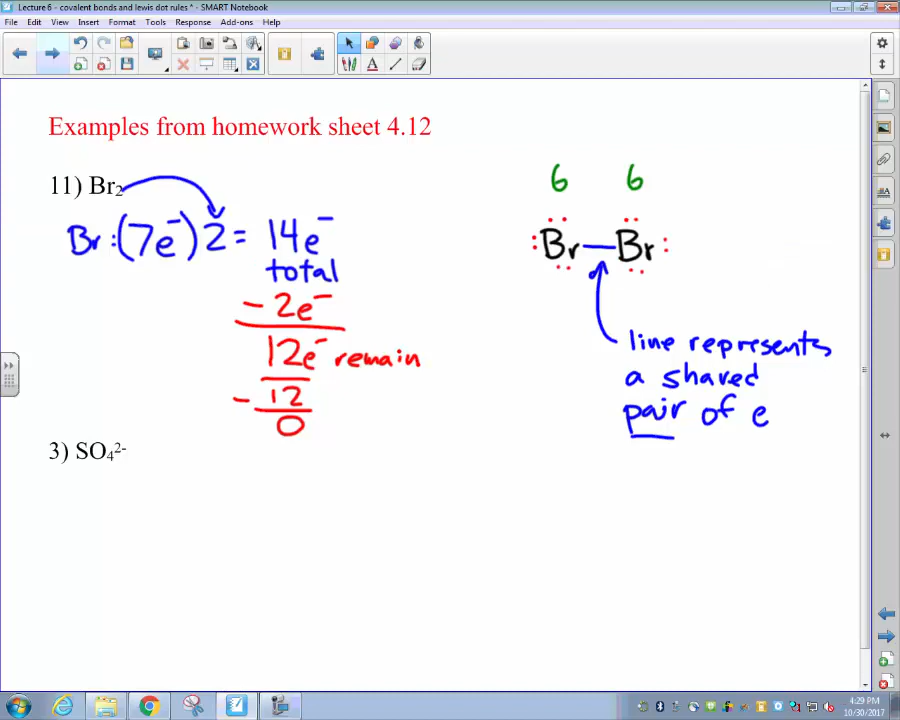 Lecture 6 - covalent bonds and lewis dot rules * - SMART Notebook
File Edit View Insert Format Tools Response Add-ons Help
Examples from homework sheet 4.12
11) Br₂
6 6
Br:(7e⁻)2= 14e⁻
total
Br—Br
-2e⁻
12e⁻ remain
-12
0
line represents
a shared
pair of e
3) SO₄²⁻
4:29 PM
10/30/2017